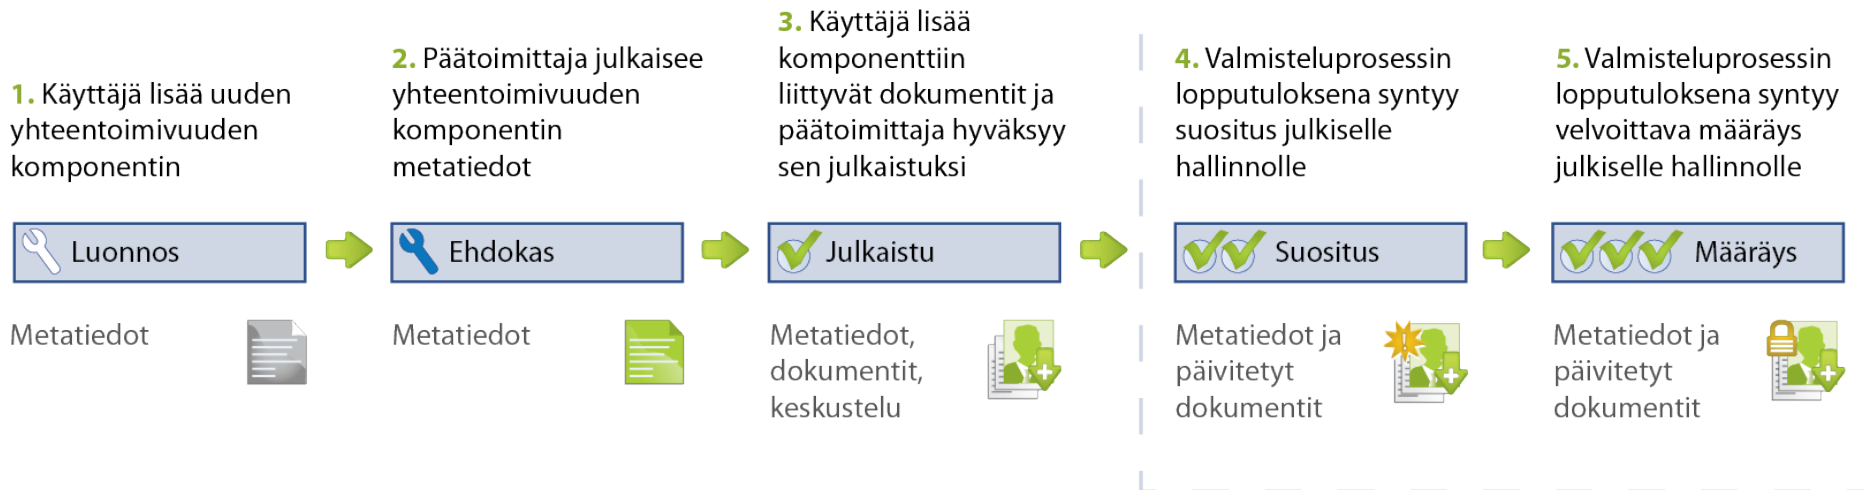 1. Käyttäjä lisää uuden
yhteentoimivuuden
komponentin
2. Päätoimittaja julkaisee
yhteentoimivuuden
komponentin
metatiedot
3. Käyttäjä lisää
komponenttiin
liittyvät dokumentit ja
päätoimittaja hyväksyy
sen julkaistuksi
4. Valmisteluprosessin
lopputuloksena syntyy
suositus julkiselle
hallinnolle
5. Valmisteluprosessin
lopputuloksena syntyy
velvoittava määräys
julkiselle hallinnolle
Luonnos
Ehdokas
Julkaistu
Suositus
Määräys
Metatiedot
Metatiedot
Metatiedot,
dokumentit,
keskustelu
Metatiedot ja
päivitetyt
dokumentit
Metatiedot ja
päivitetyt
dokumentit